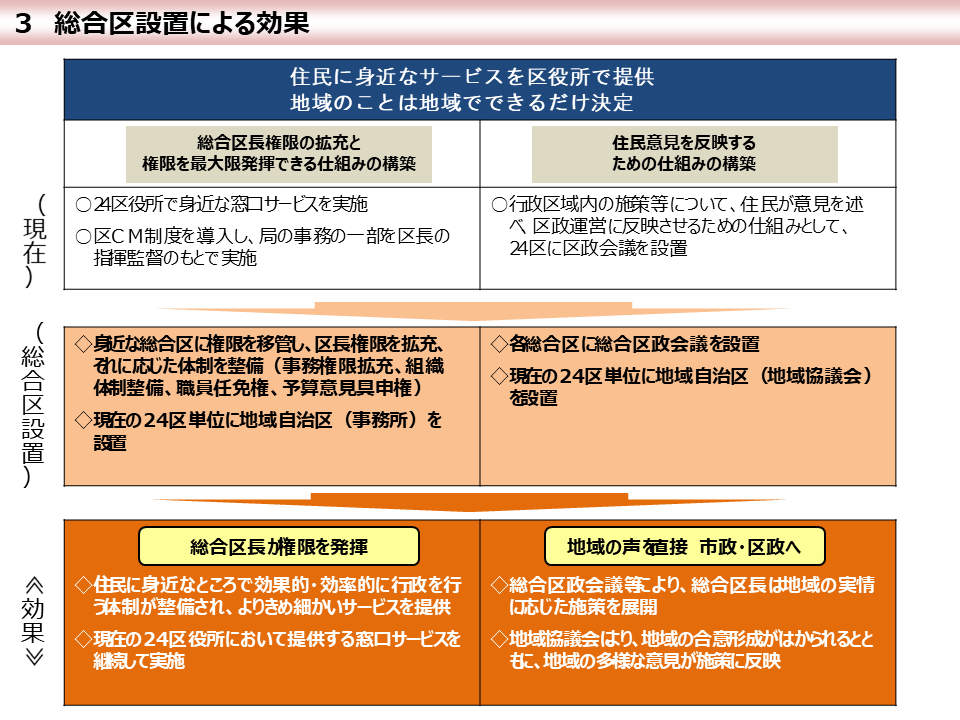 3 総合区設置による効果
住民に身近なサービスを区役所で提供
地域のことは地域でできるだけ決定
総合区長権限の拡充と
権限を最大限発揮できる仕組みの構築
住民意見を反映する
ための仕組みの構築
（現在）
○24区役所で身近な窓口サービスを実施
○区CM制度を導入し、局の事務の一部を区長の
指揮監督のもとで実施
○行政区域内の施策等について、住民が意見を述
べ、区政運営に反映させるための仕組みとして、
24区に区政会議を設置
（総合区設置）
◇身近な総合区に権限を移管し、区長権限を拡充、
それに応じた体制を整備（事務権限拡充、組織
体制整備、職員任免権、予算意見具申権）
◇現在の24区単位に地域自治区（事務所）を
設置
◇各総合区に総合区政会議を設置
◇現在の24区単位に地域自治区（地域協議会）
を設置
≪効果≫
総合区長が権限を発揮
◇住民に身近なところで効果的・効率的に行政を行
う体制が整備され、よりきめ細かいサービスを提供
◇現在の24区役所において提供する窓口サービスを
継続して実施
地域の声を直接 市政・区政へ
◇総合区政会議等により、総合区長は地域の実情
に応じた施策を展開
◇地域協議会により、地域の合意形成がはかられるとと
もに、地域の多様な意見が施策に反映